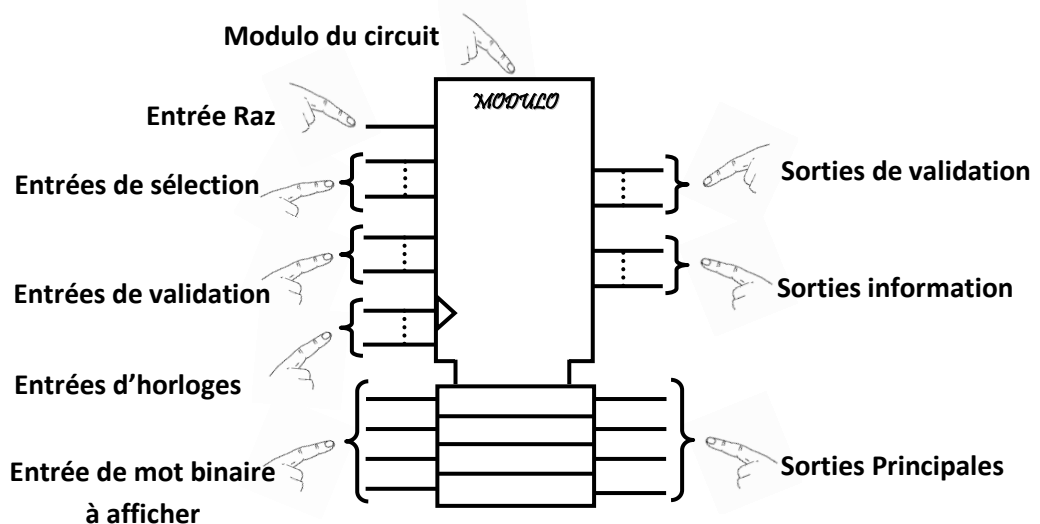 Modulo du circuit
MODULO
Entrée Raz
Entrées de sélection
Sorties de validation
Entrées de validation
Sorties information
Entrées d’horloges
Entrée de mot binaire
à afficher
Sorties Principales